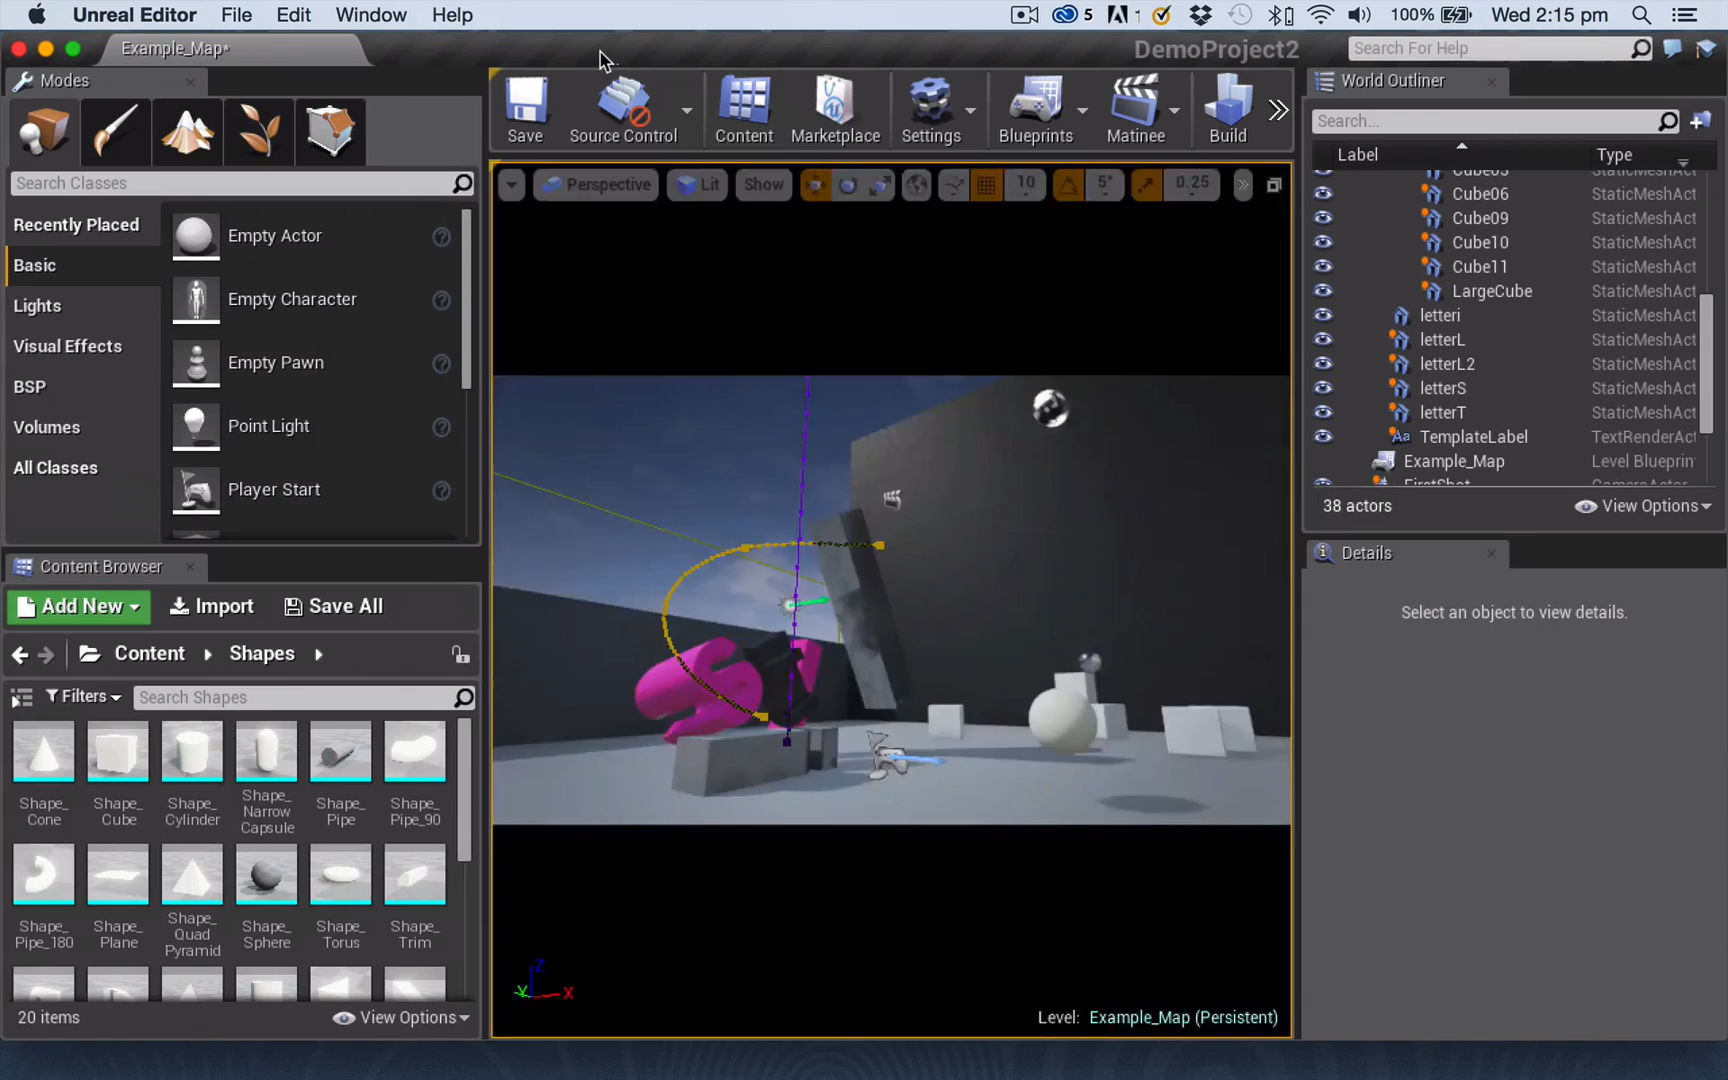 Unreal Editor File Edit Window Help 5 1 100% Wed 2:15 pm
Example_Map* DemoProject2 Search For Help
Modes
Save Source Control Content Marketplace Settings Blueprints Matinee Build
World Outliner
Search...
Label Type
Search Classes
Perspective Lit Show 10 5° 0.25
Recently Placed
Basic
Lights
Visual Effects
BSP
Volumes
All Classes
Empty Actor
Empty Character
Empty Pawn
Point Light
Player Start
Cube06 StaticMeshAct
Cube09 StaticMeshAct
Cube10 StaticMeshAct
Cube11 StaticMeshAct
LargeCube StaticMeshAct
letteri StaticMeshAct
letterL StaticMeshAct
letterL2 StaticMeshAct
letterS StaticMeshAct
letterT StaticMeshAct
TemplateLabel TextRenderAct
Example_Map Level Blueprin
FirstShot CameraActor
38 actors View Options
Details
Select an object to view details.
Content Browser
Add New Import Save All
Content Shapes
Filters Search Shapes
Shape_
Cone
Shape_
Cube
Shape_
Cylinder
Shape_
Narrow
Capsule
Shape_
Pipe
Shape_
Pipe_90
Shape_
Pipe_180
Shape_
Plane
Shape_
Quad
Pyramid
Shape_
Sphere
Shape_
Torus
Shape_
Trim
20 items View Options
Z
Y X
Level: Example_Map (Persistent)